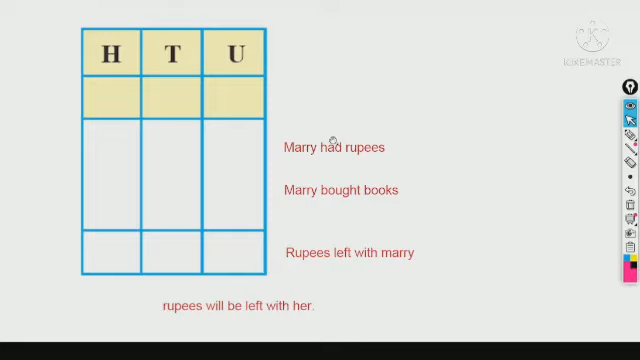 KINEMASTER
H T U
Marry had rupees
Marry bought books
Rupees left with marry
rupees will be left with her.